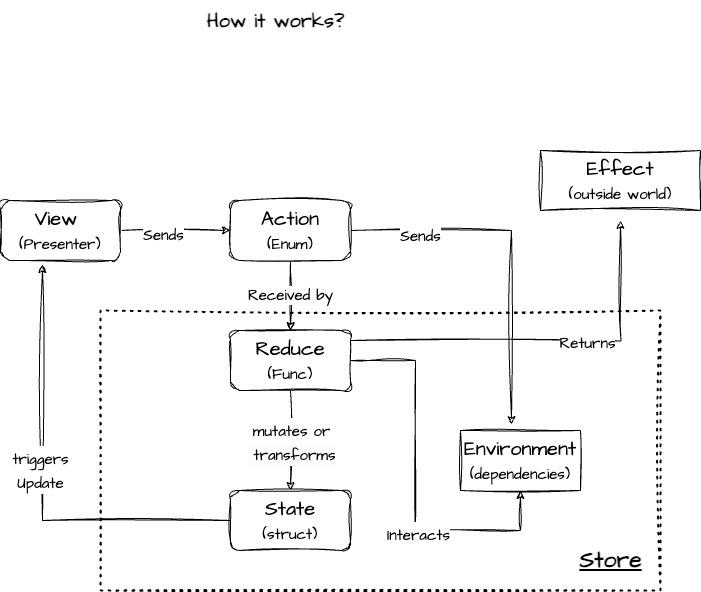 How it works?
Effect
(outside world)
View
(Presenter)
Sends
Action
(Enum)
Sends
Received by
Reduce
(Func)
Returns
mutates or
transforms
Environment
(dependencies)
triggers
Update
State
(struct)
Interacts
Store